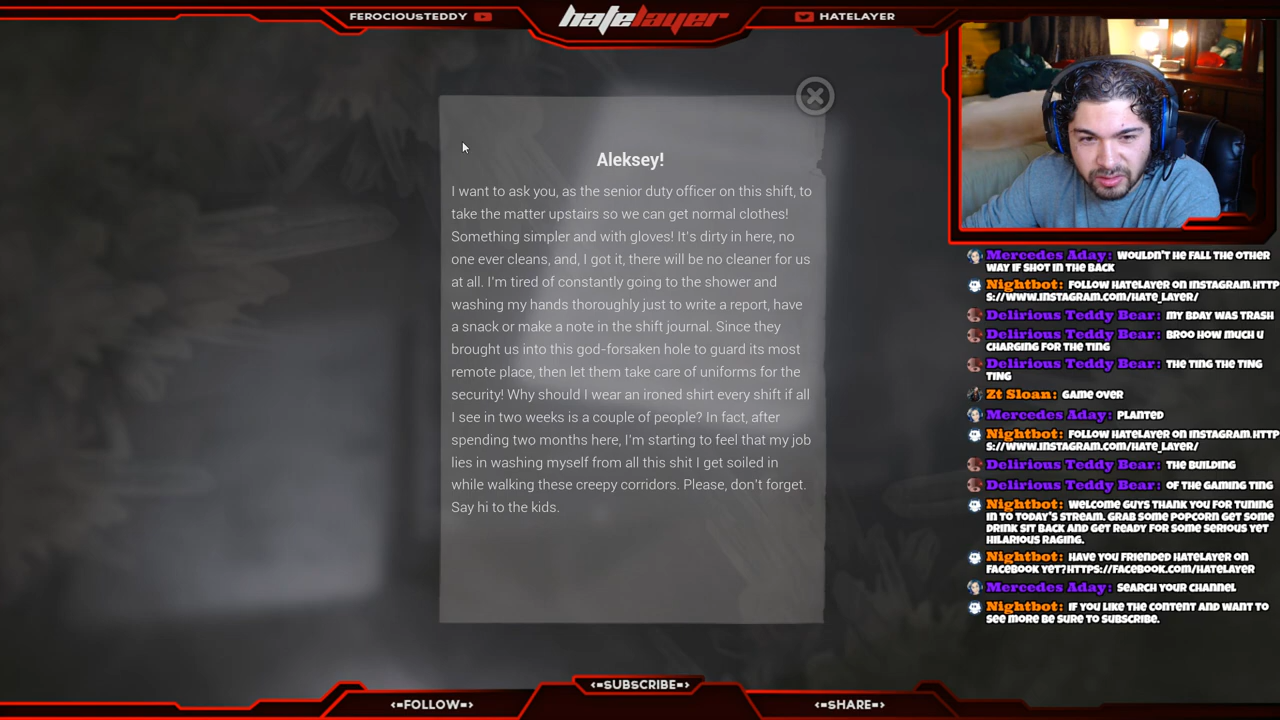 FEROCIOUSTEDDY
hatelayer
HATELAYER
Aleksey!
I want to ask you, as the senior duty officer on this shift, to
take the matter upstairs so we can get normal clothes!
Something simpler and with gloves! It's dirty in here, no
one ever cleans, and, I got it, there will be no cleaner for us
at all. I'm tired of constantly going to the shower and
washing my hands thoroughly just to write a report, have
a snack or make a note in the shift journal. Since they
brought us into this god-forsaken hole to guard its most
remote place, then let them take care of uniforms for the
security! Why should I wear an ironed shirt every shift if all
I see in two weeks is a couple of people? In fact, after
spending two months here, I'm starting to feel that my job
lies in washing myself from all this shit I get soiled in
while walking these creepy corridors. Please, don't forget.
Say hi to the kids.
Mercedes Aday: WOULDN'T HE FALL THE OTHER
WAY IF SHOT IN THE BACK
Nightbot: FOLLOW HATELAYER ON INSTAGRAM HTTP
S://WWW.INSTAGRAM.COM/HATE_LAYER/
Delirious Teddy Bear: MY BDAY WAS TRASH
Delirious Teddy Bear: BROO HOW MUCH U
CHARGING FOR THE TING
Delirious Teddy Bear: THE TING THE TING
TING
Zt Sloan: GAME OVER
Mercedes Aday: PLANTED
Nightbot: FOLLOW HATELAYER ON INSTAGRAM HTTP
S://WWW.INSTAGRAM.COM/HATE_LAYER/
Delirious Teddy Bear: THE BUILDING
Delirious Teddy Bear: OF THE GAMING TING
Nightbot: WELCOME GUYS THANK YOU FOR TUNING
IN TO TODAY'S STREAM. GRAB SOME POPCORN GET SOME
DRINK SIT BACK AND GET READY FOR SOME SERIOUS YET
HILARIOUS RAGING.
Nightbot: HAVE YOU FRIENDED HATELAYER ON
FACEBOOK YET?HTTPS://FACEBOOK.COM/HATELAYER
Mercedes Aday: SEARCH YOUR CHANNEL
Nightbot: IF YOU LIKE THE CONTENT AND WANT TO
SEE MORE BE SURE TO SUBSCRIBE.
<=FOLLOW=>
<=SUBSCRIBE=>
<=SHARE=>